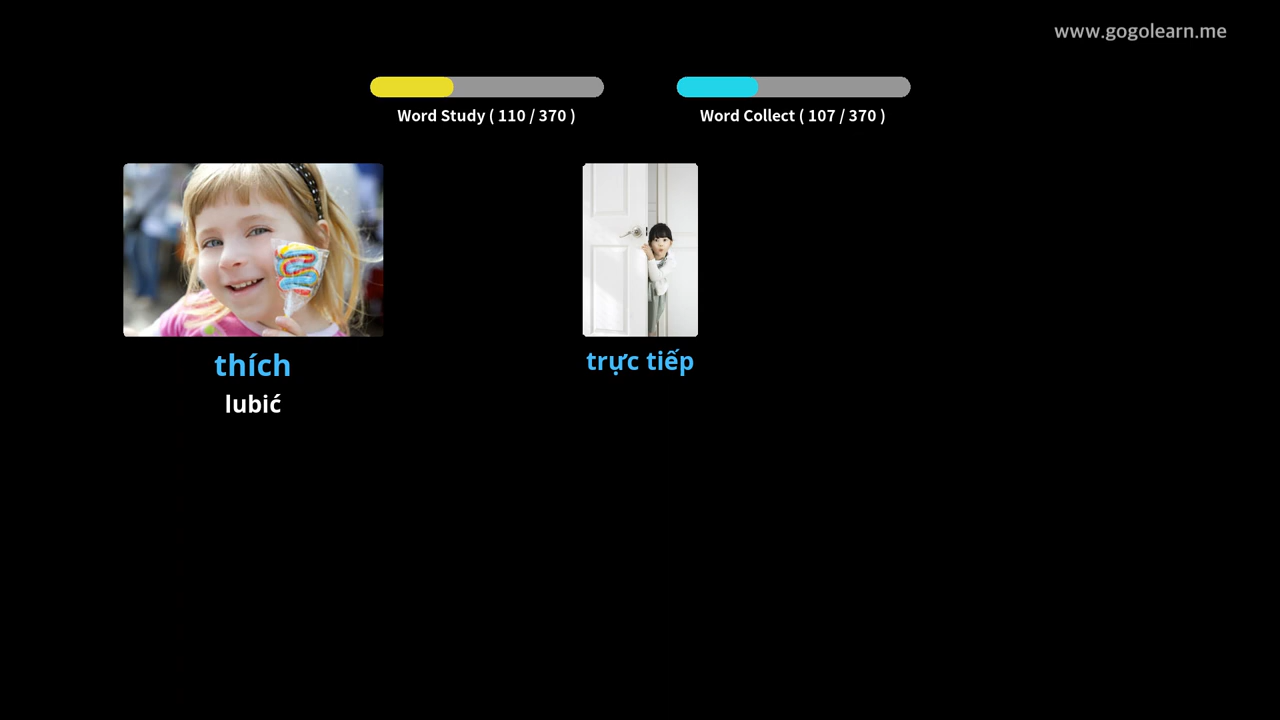 www.gogolearn.me
Word Study ( 110 / 370 )
Word Collect ( 107 / 370 )
thích
lubić
trực tiếp